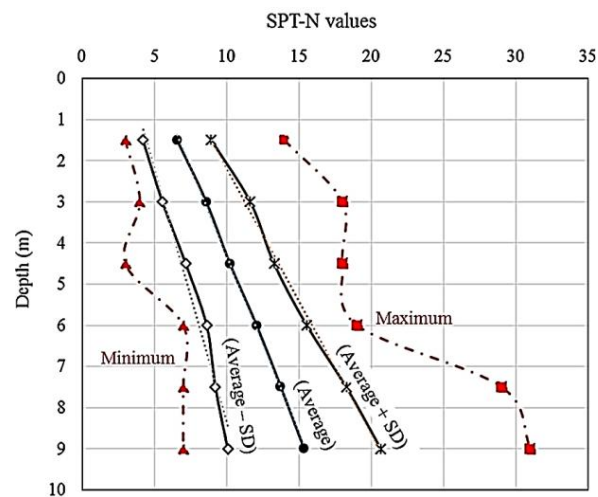 SPT-N values
0 5 10 15 20 25 30 35
0
1
2
3
4
5
6
7
8
9
10
Depth (m)
Minimum
(Average – SD)
(Average)
(Average + SD)
Maximum